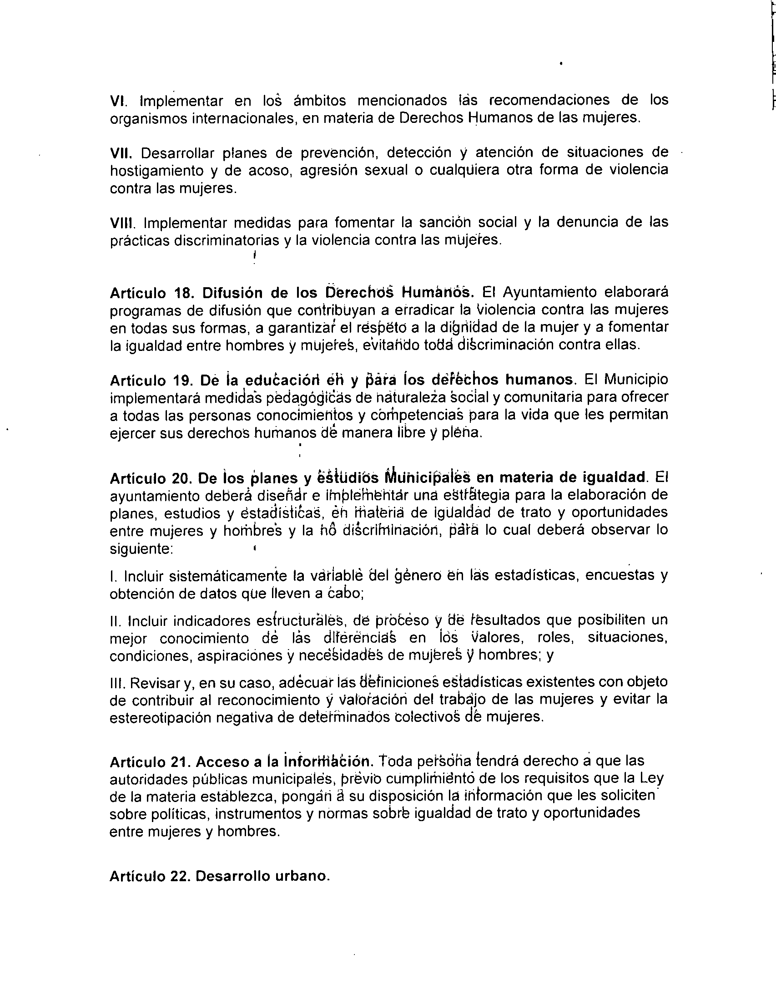 VI. Implementar en los ámbitos mencionados las recomendaciones de los
organismos internacionales, en materia de Derechos Humanos de las mujeres.
VII. Desarrollar planes de prevención, detección y atención de situaciones de
hostigamiento y de acoso, agresión sexual o cualquiera otra forma de violencia
contra las mujeres.
VIII. Implementar medidas para fomentar la sanción social y la denuncia de las
prácticas discriminatorias y la violencia contra las mujeres.
Artículo 18. Difusión de los Derechos Humanos. El Ayuntamiento elaborará
programas de difusión que contribuyan a erradicar la violencia contra las mujeres
en todas sus formas, a garantizar el respeto a la dignidad de la mujer y a fomentar
la igualdad entre hombres y mujeres, evitando toda discriminación contra ellas.
Artículo 19. De la educación en y para los derechos humanos. El Municipio
implementará medidas pedagógicas de naturaleza social y comunitaria para ofrecer
a todas las personas conocimientos y competencias para la vida que les permitan
ejercer sus derechos humanos de manera libre y plena.
Artículo 20. De los planes y estudios Municipales en materia de igualdad. El
ayuntamiento deberá diseñar e implementar una estrategia para la elaboración de
planes, estudios y estadísticas, en materia de igualdad de trato y oportunidades
entre mujeres y hombres y la no discriminación, para lo cual deberá observar lo
siguiente:
I. Incluir sistemáticamente la variable del género en las estadísticas, encuestas y
obtención de datos que lleven a cabo;
II. Incluir indicadores estructurales, de proceso y de resultados que posibiliten un
mejor conocimiento de las diferencias en los valores, roles, situaciones,
condiciones, aspiraciones y necesidades de mujeres y hombres; y
III. Revisar y, en su caso, adecuar las definiciones estadísticas existentes con objeto
de contribuir al reconocimiento y valoración del trabajo de las mujeres y evitar la
estereotipación negativa de determinados colectivos de mujeres.
Artículo 21. Acceso a la información. Toda persona tendrá derecho a que las
autoridades públicas municipales, previo cumplimiento de los requisitos que la Ley
de la materia establezca, pongan a su disposición la información que les soliciten
sobre políticas, instrumentos y normas sobre igualdad de trato y oportunidades
entre mujeres y hombres.
Artículo 22. Desarrollo urbano.